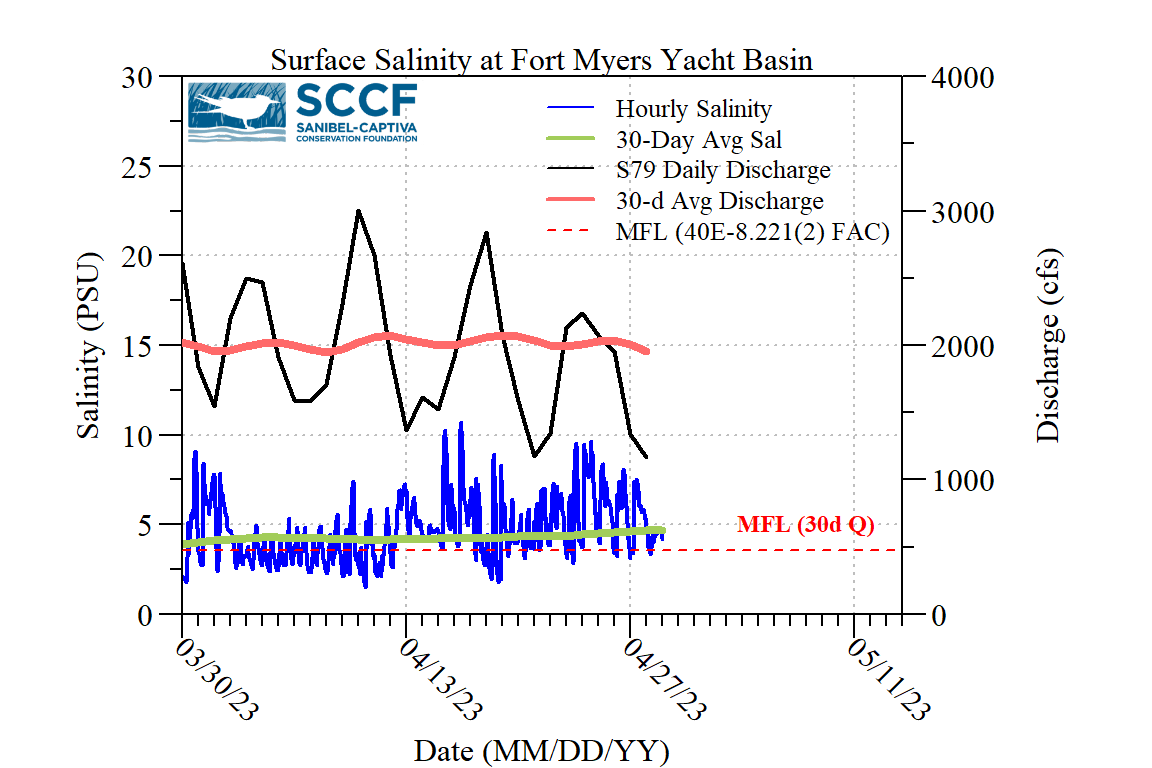 Surface Salinity at Fort Myers Yacht Basin
SCCF
SANIBEL-CAPTIVA
CONSERVATION FOUNDATION
Hourly Salinity
30-Day Avg Sal
S79 Daily Discharge
30-d Avg Discharge
MFL (40E-8.221(2) FAC)
30
25
20
15
10
5
0
Salinity (PSU)
4000
3000
2000
1000
0
Discharge (cfs)
MFL (30d Q)
03/30/23
04/13/23
04/27/23
05/11/23
Date (MM/DD/YY)